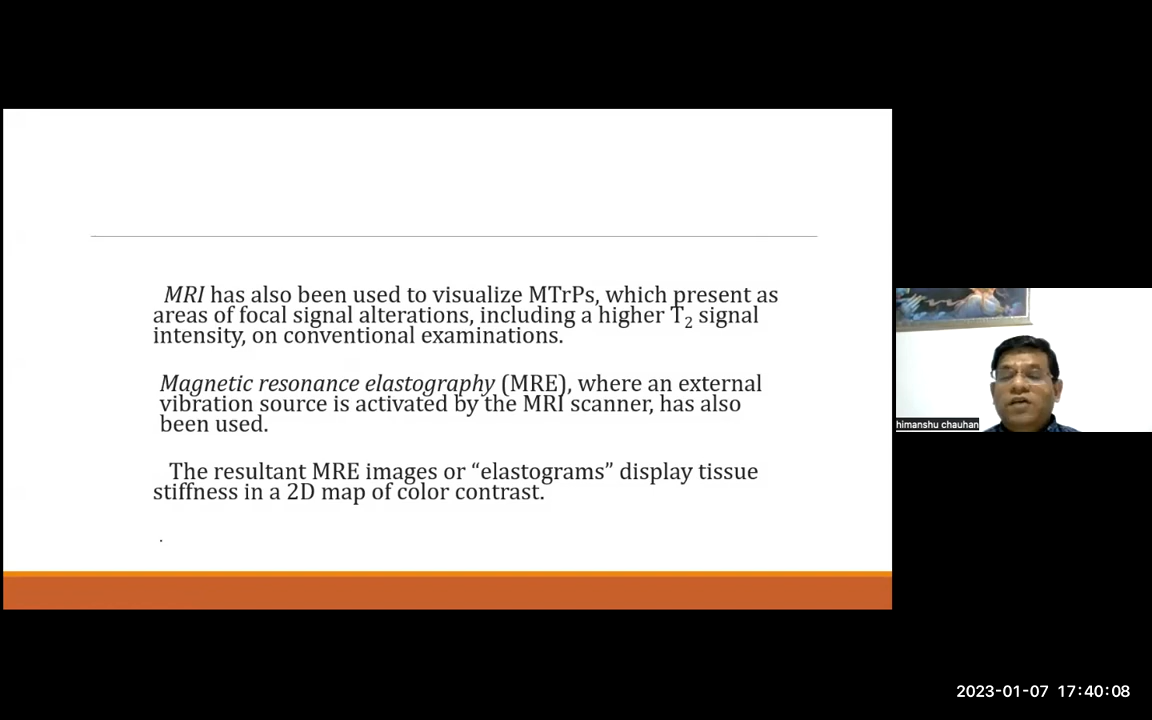 MRI has also been used to visualize MTrPs, which present as
areas of focal signal alterations, including a higher T2 signal
intensity, on conventional examinations.
Magnetic resonance elastography (MRE), where an external
vibration source is activated by the MRI scanner, has also
been used.
The resultant MRE images or “elastograms” display tissue
stiffness in a 2D map of color contrast.
.
himanshu chauhan
2023-01-07 17:40:08